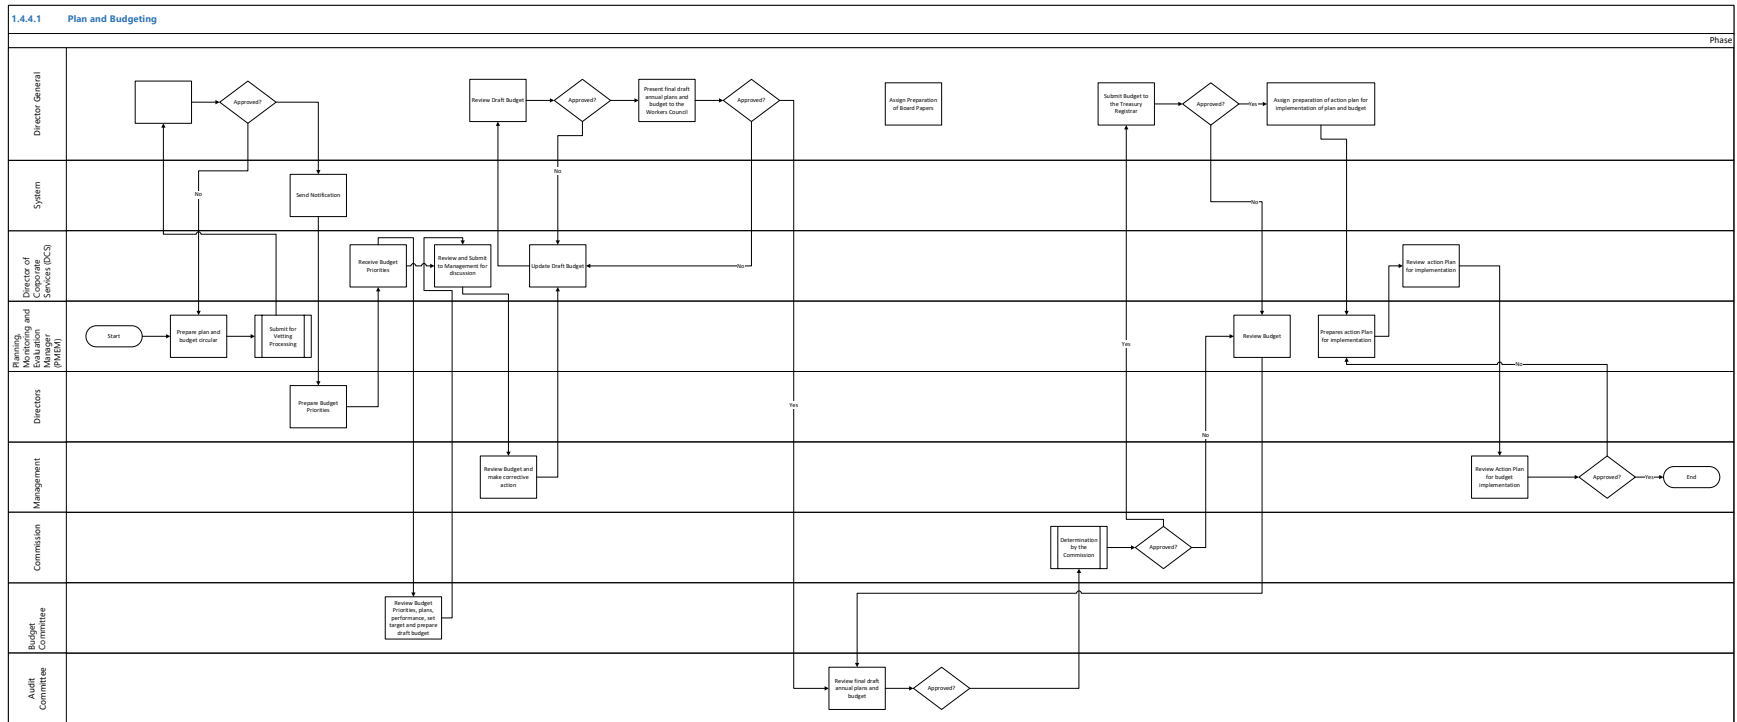 1.4.4.1 Plan and Budgeting
Phase
Director General
Approved?
Review Draft Budget
Approved?
Present final draft
annual plans and
budget to the
Workers Council
Approved?
Assign Preparation
of Board Papers
Submit Budget to
the Treasury
Registrar
Approved?
Yes
Assign preparation of action plan for
implementation of plan and budget
System
No
Send Notification
No
No
Director of
Corporate
Services (DCS)
Receive Budget
Priorities
Review and Submit
to Management for
discussion
Update Draft Budget
No
Review action Plan
for implementation
Planning,
Monitoring and
Evaluation
Manager
(PMEM)
Start
Prepare plan and
budget circular
Submit for
Vetting
Processing
Yes
Review Budget
Prepares action Plan
for implementation
No
Directors
Prepare Budget
Priorities
Yes
No
Management
Review Budget and
make corrective
action
Review Action Plan
for budget
implementation
Approved?
Yes
End
Commission
Determination
by the
Commission
Approved?
Budget
Committee
Review Budget
Priorities, plans,
performance, set
target and prepare
draft budget
Audit
Committee
Review final draft
annual plans and
budget
Approved?